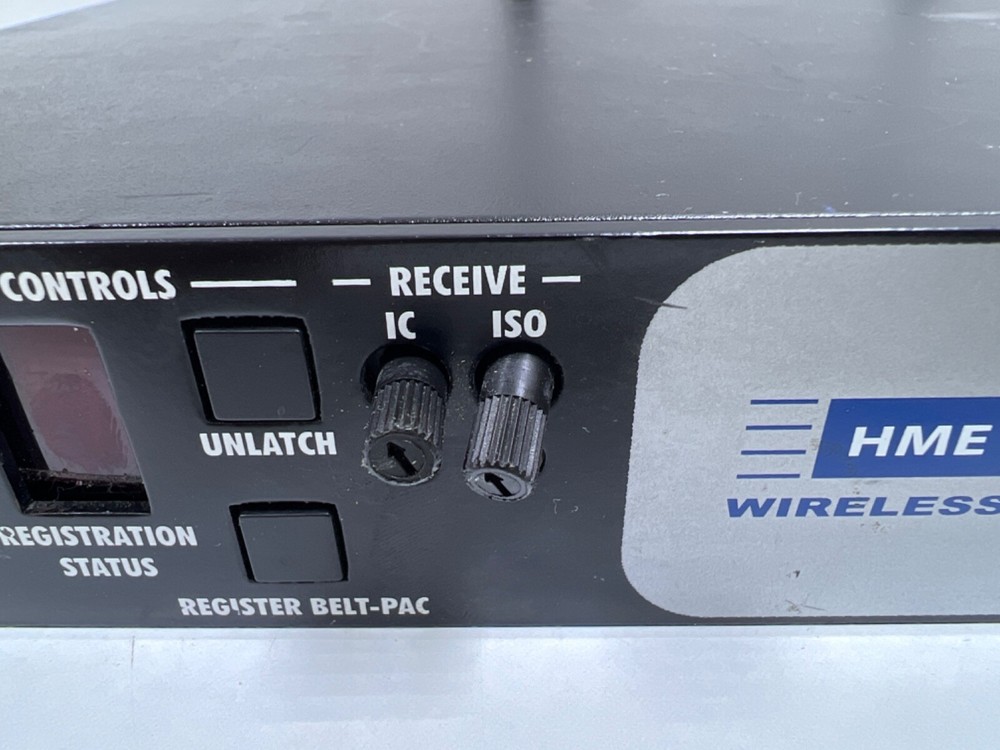 CONTROLS
RECEIVE
IC ISO
UNLATCH
REGISTRATION
STATUS
REGISTER BELT-PAC
HME
WIRELESS